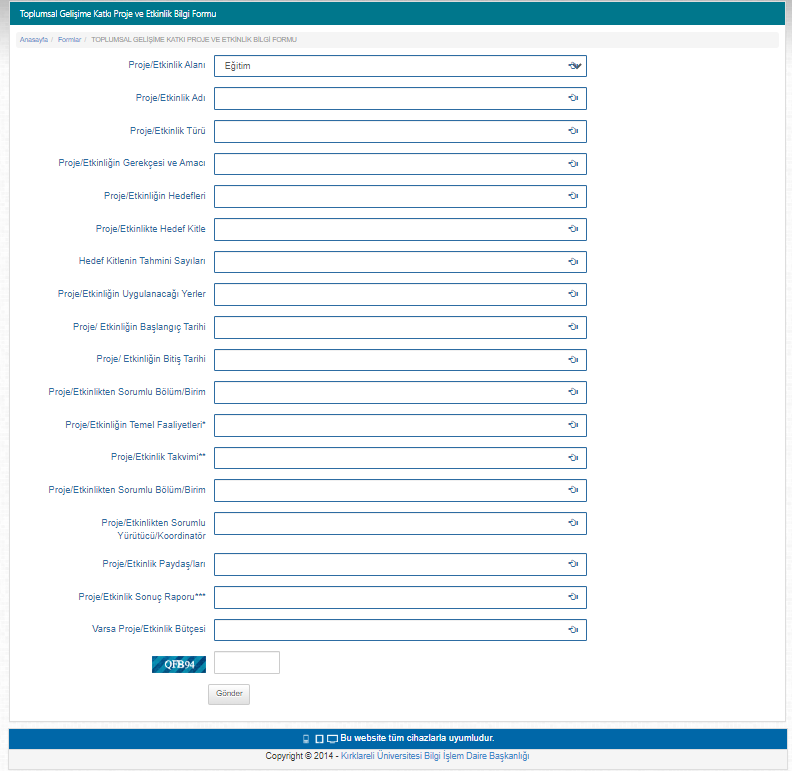 Toplumsal Gelişime Katkı Proje ve Etkinlik Bilgi Formu
Anasayfa / Formlar / TOPLUMSAL GELİŞİME KATKI PROJE VE ETKİNLİK BİLGİ FORMU
Proje/Etkinlik Alanı Eğitim
Proje/Etkinlik Adı
Proje/Etkinlik Türü
Proje/Etkinliğin Gerekçesi ve Amacı
Proje/Etkinliğin Hedefleri
Proje/Etkinlikte Hedef Kitle
Hedef Kitlenin Tahmini Sayıları
Proje/Etkinliğin Uygulanacağı Yerler
Proje/ Etkinliğin Başlangıç Tarihi
Proje/ Etkinliğin Bitiş Tarihi
Proje/Etkinlikten Sorumlu Bölüm/Birim
Proje/Etkinliğin Temel Faaliyetleri*
Proje/Etkinlik Takvimi**
Proje/Etkinlikten Sorumlu Bölüm/Birim
Proje/Etkinlikten Sorumlu
Yürütücü/Koordinatör
Proje/Etkinlik Paydaş/ları
Proje/Etkinlik Sonuç Raporu***
Varsa Proje/Etkinlik Bütçesi
QFB94
Gönder
Bu website tüm cihazlarla uyumludur.
Copyright © 2014 - Kırklareli Üniversitesi Bilgi İşlem Daire Başkanlığı